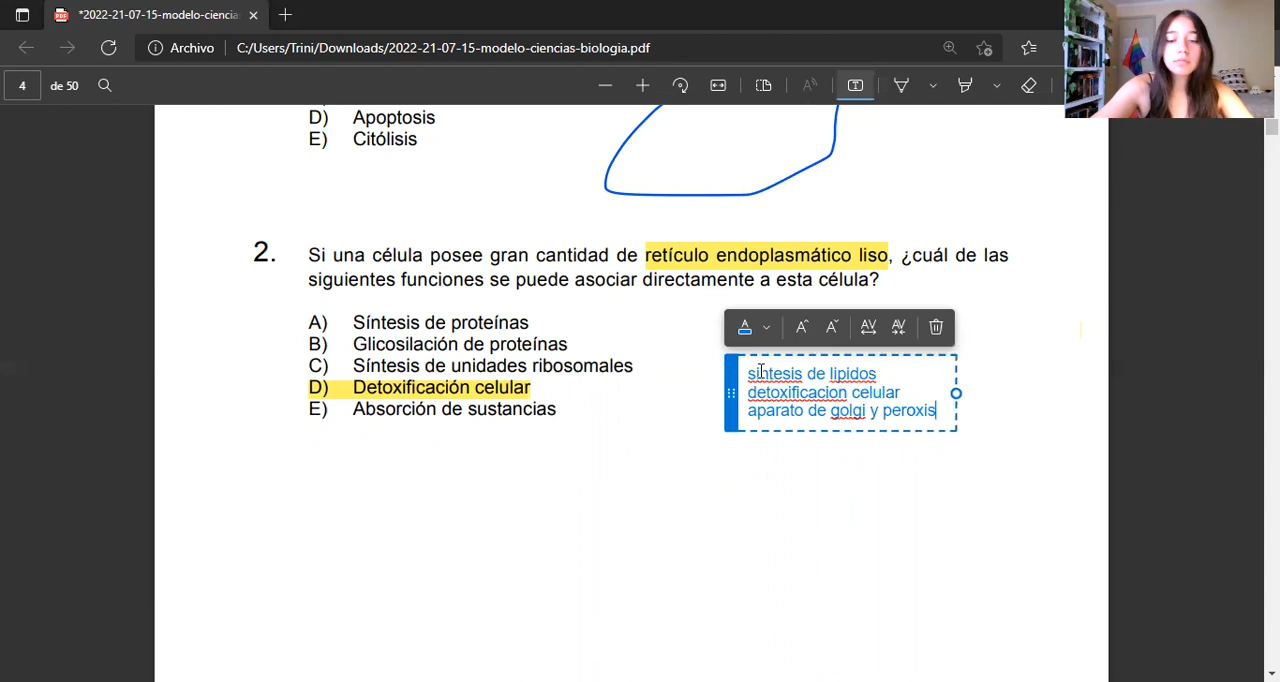 *2022-21-07-15-modelo-ciencia
Archivo
C:/Users/Trini/Downloads/2022-21-07-15-modelo-ciencias-biologia.pdf
4 de 50
D) Apoptosis
E) Citólisis
2. Si una célula posee gran cantidad de retículo endoplasmático liso, ¿cuál de las
siguientes funciones se puede asociar directamente a esta célula?
A) Síntesis de proteínas
B) Glicosilación de proteínas
C) Síntesis de unidades ribosomales
D) Detoxificación celular
E) Absorción de sustancias
sintesis de lipidos
detoxificacion celular
aparato de golgi y peroxis